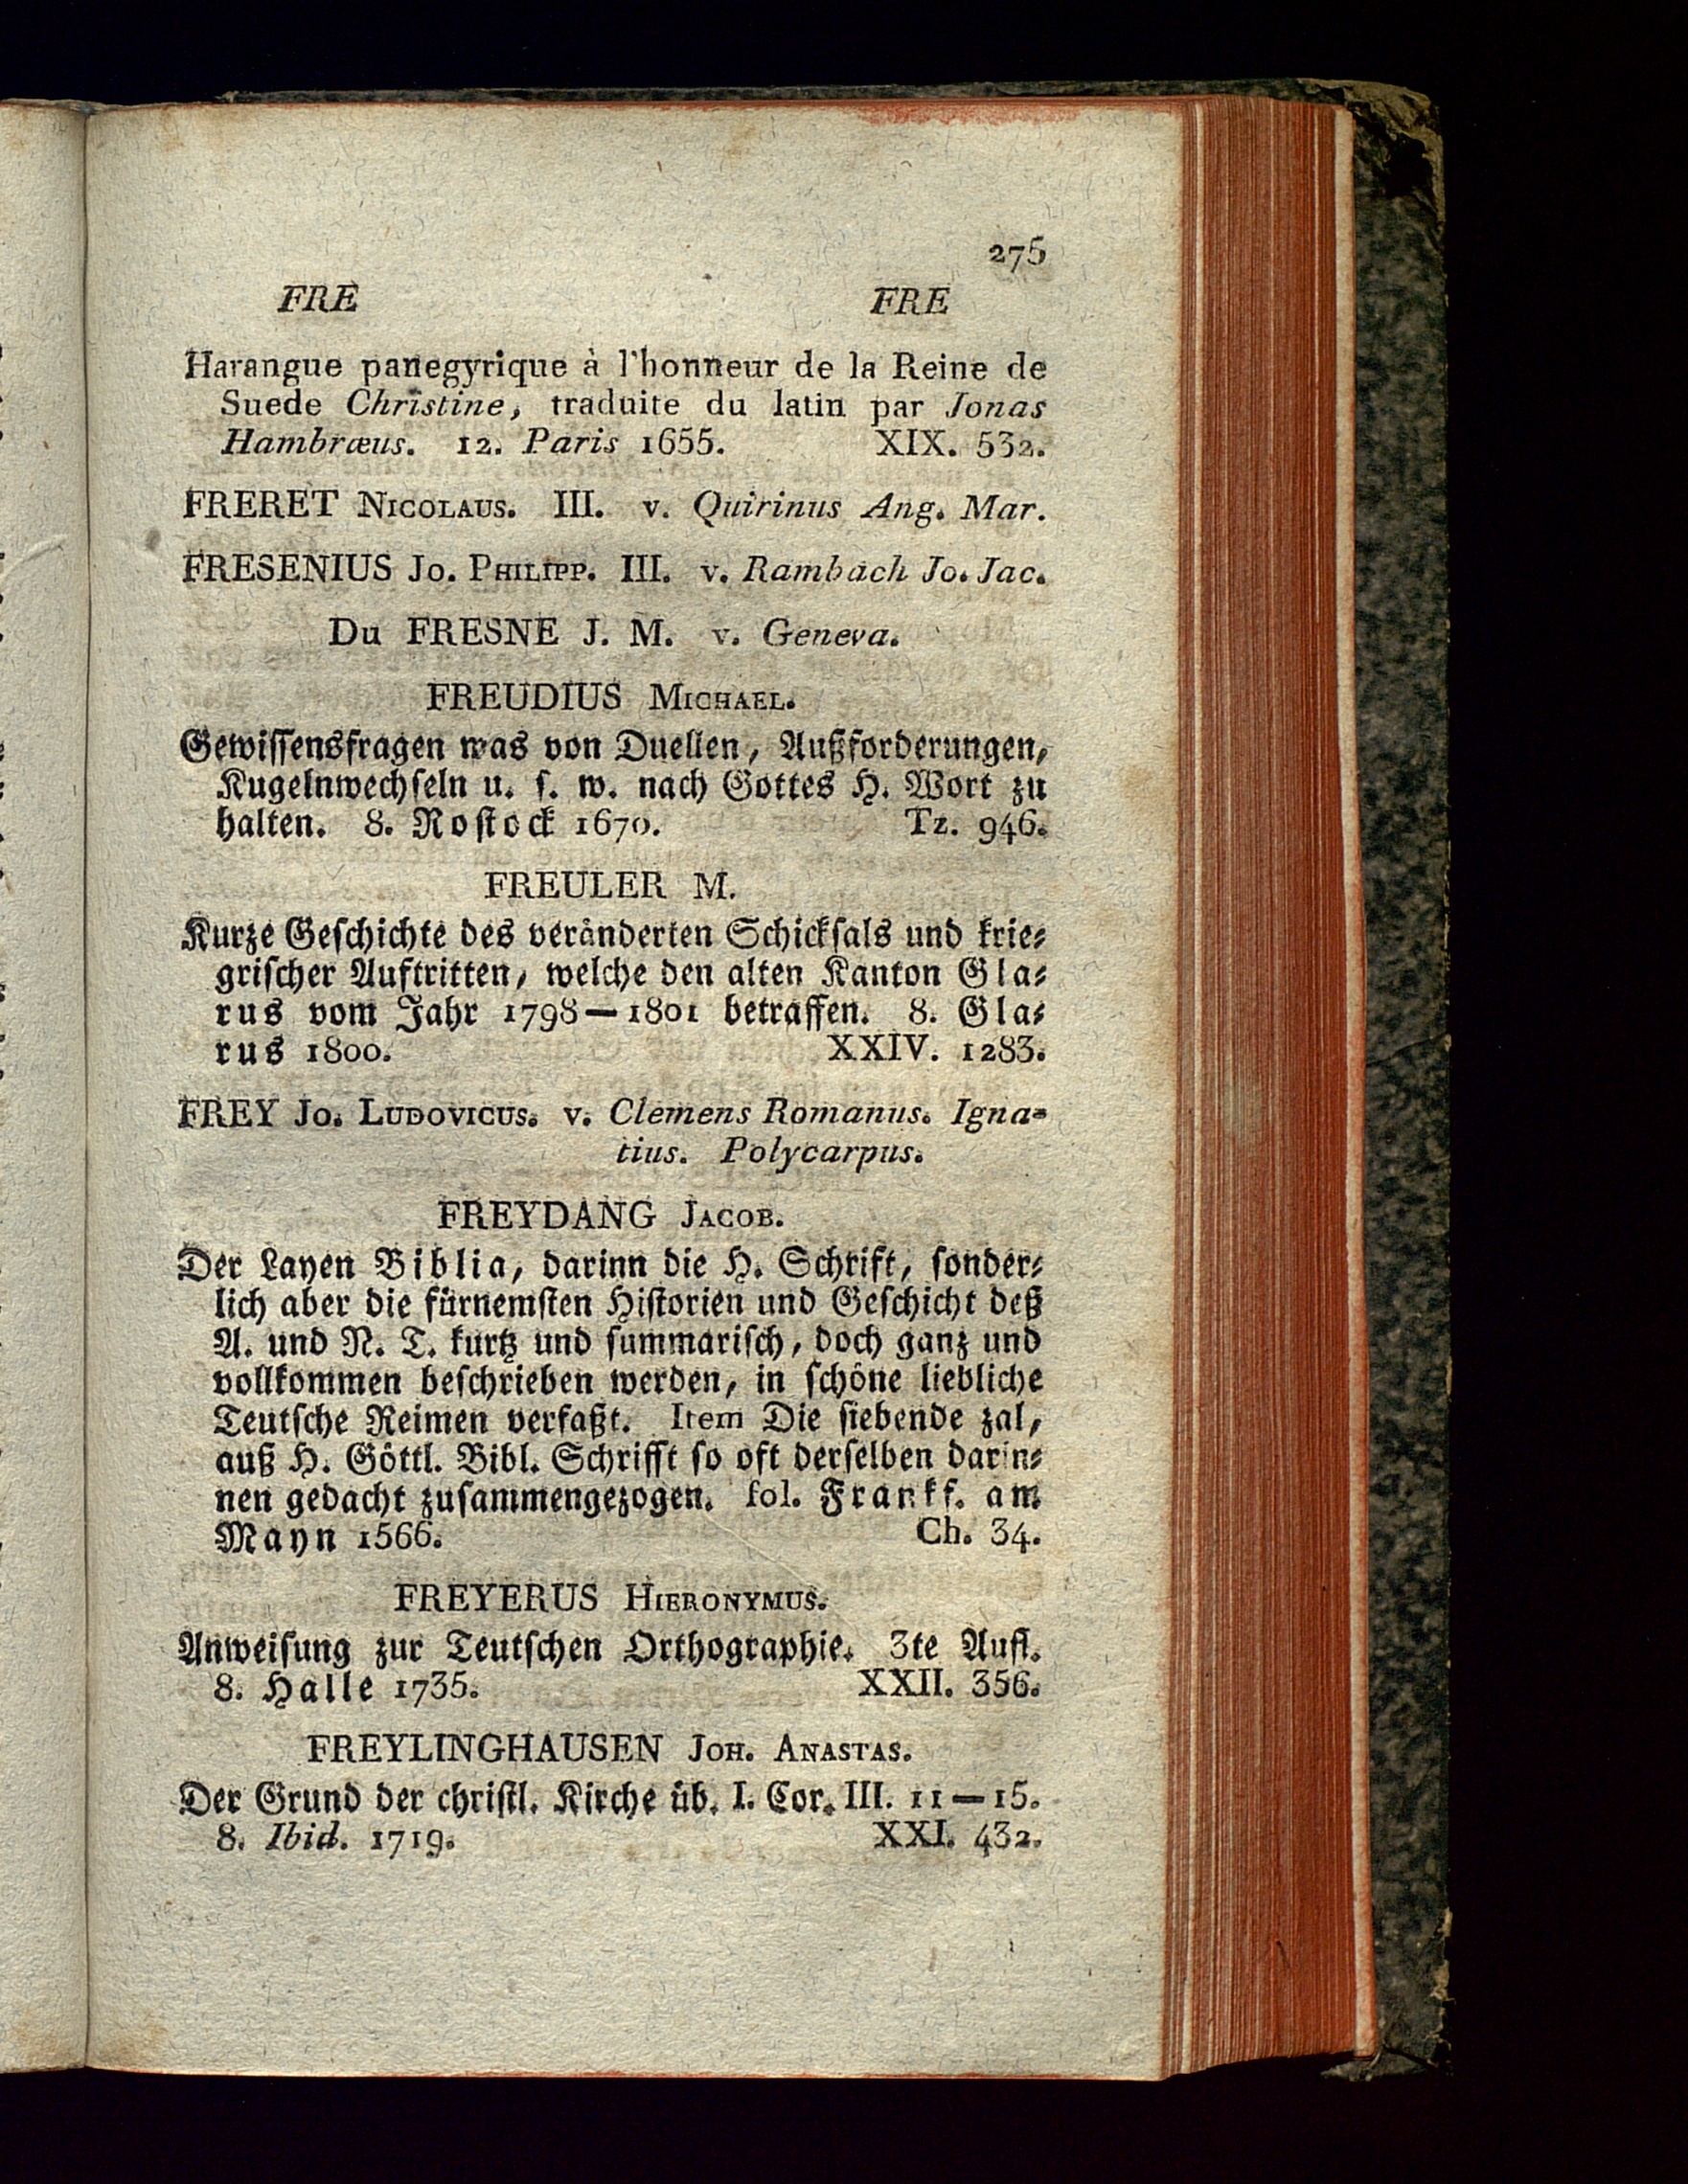 275
FRE FRE
Harangue panegyrique à l'honneur de la Reine de
Suede Christine, traduite du latin par Jonas
Hambræus. 12. Paris 1655. XIX. 532.
FRERET Nicolaus. III. v. Quirinus Ang. Mar.
FRESENIUS Jo. Philipp. III. v. Rambach Jo. Jac.
Du FRESNE J. M. v. Geneva.
FREUDIUS Michael.
Gewissensfragen was von Duellen, Außforderungen,
Kugelnwechseln u. s. w. nach Gottes H. Wort zu
halten. 8. Rostock 1670. Tz. 946.
FREULER M.
Kurze Geschichte des veränderten Schicksals und krie-
grischer Auftritten, welche den alten Kanton Gla-
rus vom Jahr 1798—1801 betraffen. 8. Gla-
rus 1800. XXIV. 1283.
FREY Jo. Ludovicus. v. Clemens Romanus. Igna-
tius. Polycarpus.
FREYDANG Jacob.
Der Layen Biblia, darinn die H. Schrift, sonder-
lich aber die fürnemsten Historien und Geschicht deß
A. und N. T. kurtz und summarisch, doch ganz und
vollkommen beschrieben werden, in schöne liebliche
Teutsche Reimen verfaßt. Item Die siebende zal,
auß H. Göttl. Bibl. Schrifft so oft derselben darin-
nen gedacht zusammengezogen. fol. Frankf. am
Mayn 1566. Ch. 34.
FREYERUS Hieronymus.
Anweisung zur Teutschen Orthographie. 3te Aufl.
8. Halle 1735. XXII. 356.
FREYLINGHAUSEN Joh. Anastas.
Der Grund der christl. Kirche üb. I. Cor. III. 11—15.
8. Ibid. 1719. XXI. 432.